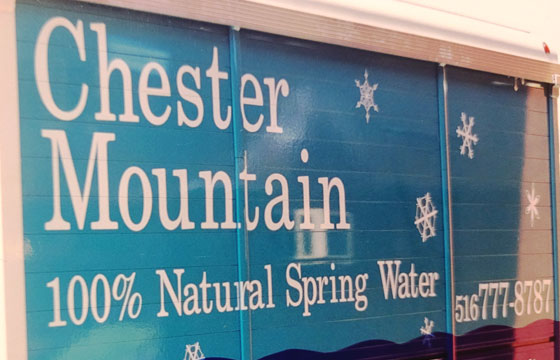 Chester
Mountain
100% Natural Spring Water
516 777-8787